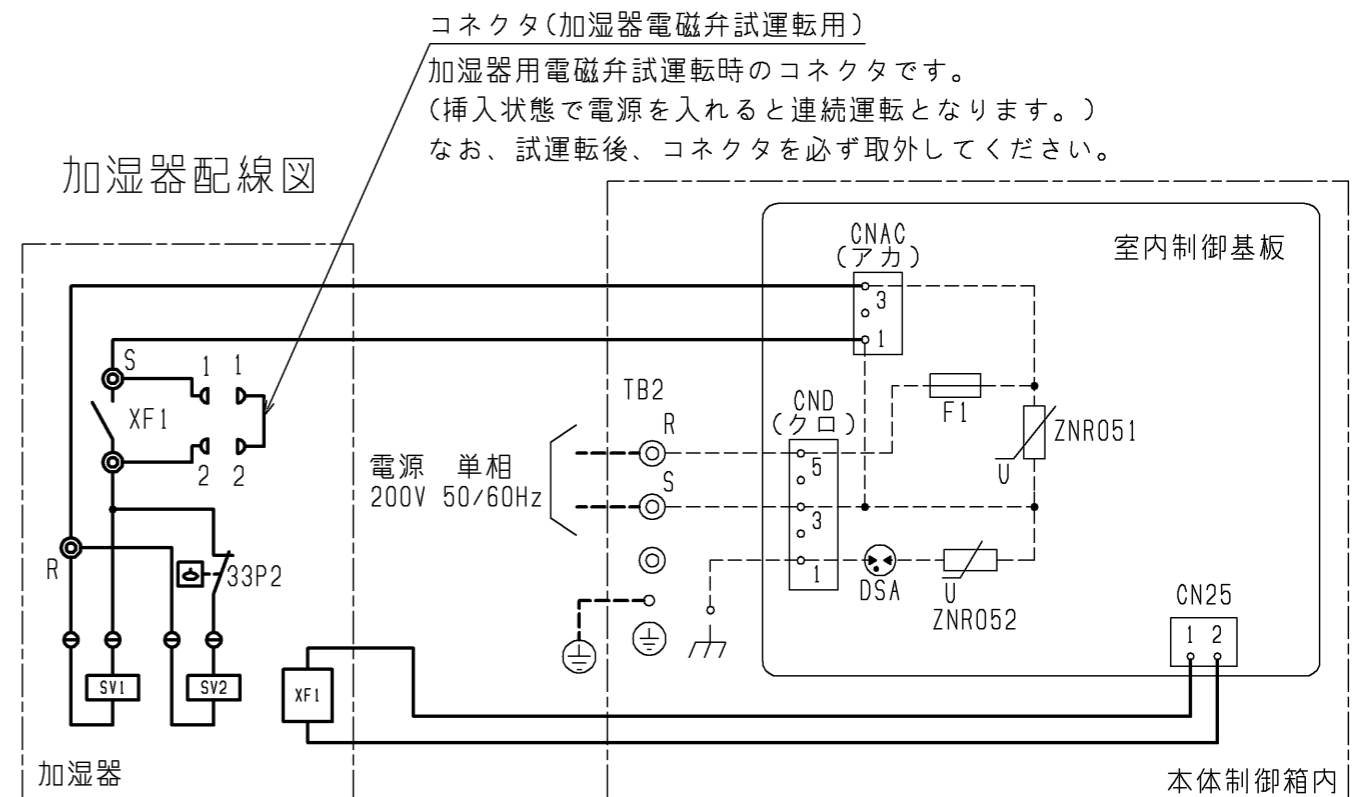 コネクタ(加湿器電磁弁試運転用)
加湿器用電磁弁試運転時のコネクタです。
(挿入状態で電源を入れると連続運転となります。)
なお、試運転後、コネクタを必ず取外してください。
加湿器配線図
CNAC
(アカ)
室内制御基板
3
1
S
1 1
XF1
2 2
TB2
R
S
電源 単相
200V 50/60Hz
CND
(クロ)
5
3
1
F1
ZNR051
U
DSA
U
ZNR052
R
33P2
CN25
1 2
SV1
SV2
XF1
加湿器
本体制御箱内